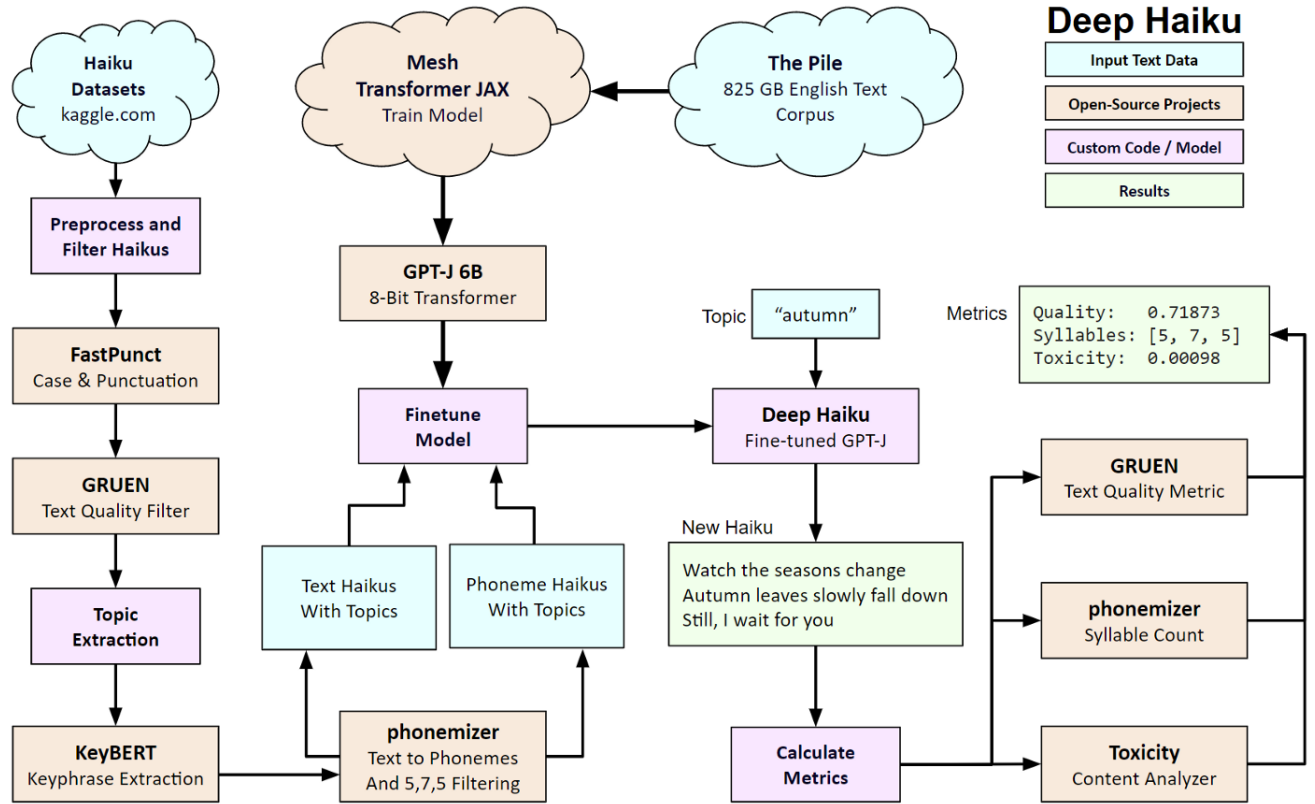 Deep Haiku
Input Text Data
Open-Source Projects
Custom Code / Model
Results
Haiku
Datasets
kaggle.com
Preprocess and
Filter Haikus
FastPunct
Case & Punctuation
GRUEN
Text Quality Filter
Topic
Extraction
KeyBERT
Keyphrase Extraction
Mesh
Transformer JAX
Train Model
The Pile
825 GB English Text
Corpus
GPT-J 6B
8-Bit Transformer
Finetune
Model
Text Haikus
With Topics
Phoneme Haikus
With Topics
phonemizer
Text to Phonemes
And 5,7,5 Filtering
Topic
“autumn”
Deep Haiku
Fine-tuned GPT-J
New Haiku
Watch the seasons change
Autumn leaves slowly fall down
Still, I wait for you
Calculate
Metrics
Metrics
Quality: 0.71873
Syllables: [5, 7, 5]
Toxicity: 0.00098
GRUEN
Text Quality Metric
phonemizer
Syllable Count
Toxicity
Content Analyzer